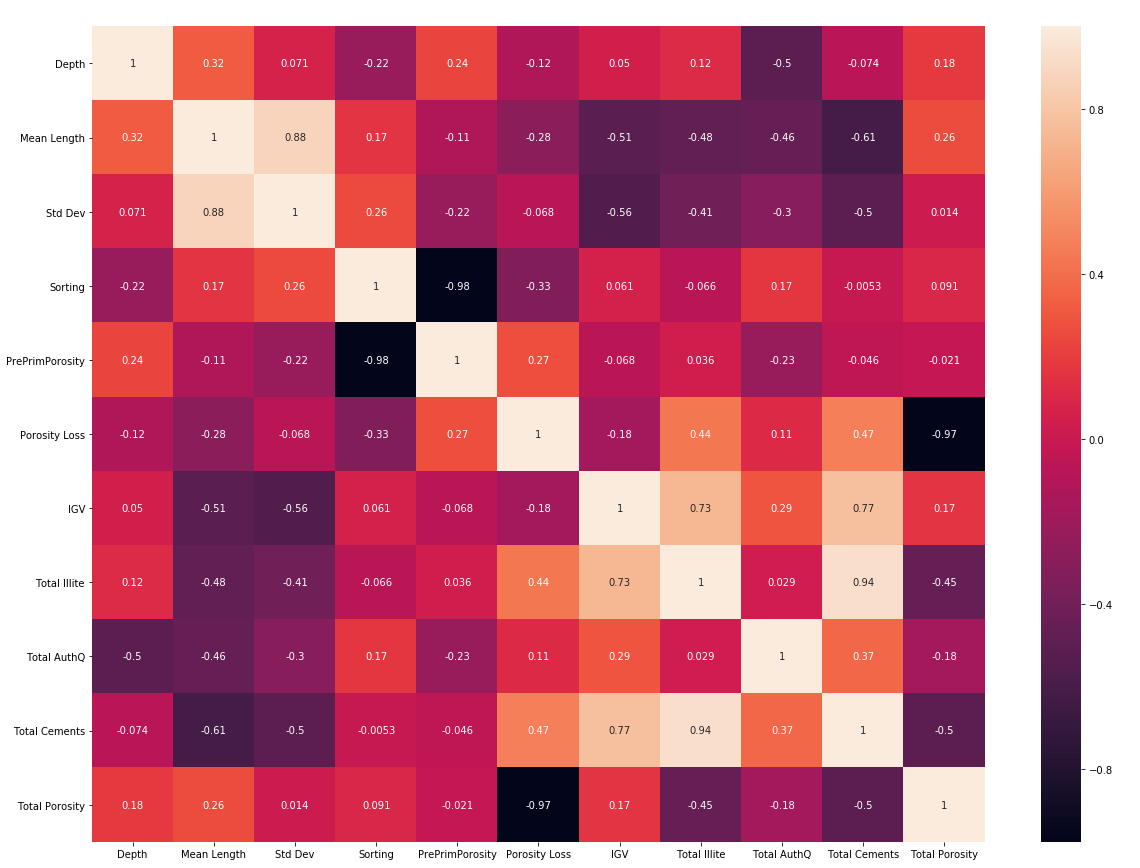 Depth 1 0.32 0.071 -0.22 0.24 -0.12 0.05 0.12 -0.5 -0.074 0.18
0.8
Mean Length 0.32 1 0.88 0.17 -0.11 -0.28 -0.51 -0.48 -0.46 -0.61 0.26
Std Dev 0.071 0.88 1 0.26 -0.22 -0.068 -0.56 -0.41 -0.3 -0.5 0.014
0.4
Sorting -0.22 0.17 0.26 1 -0.98 -0.33 0.061 -0.066 0.17 -0.0053 0.091
PrePrimPorosity 0.24 -0.11 -0.22 -0.98 1 0.27 -0.068 0.036 -0.23 -0.046 -0.021
Porosity Loss -0.12 -0.28 -0.068 -0.33 0.27 1 -0.18 0.44 0.11 0.47 -0.97
0.0
IGV 0.05 -0.51 -0.56 0.061 -0.068 -0.18 1 0.73 0.29 0.77 0.17
Total Illite 0.12 -0.48 -0.41 -0.066 0.036 0.44 0.73 1 0.029 0.94 -0.45
−0.4
Total AuthQ -0.5 -0.46 -0.3 0.17 -0.23 0.11 0.29 0.029 1 0.37 -0.18
Total Cements -0.074 -0.61 -0.5 -0.0053 -0.046 0.47 0.77 0.94 0.37 1 -0.5
−0.8
Total Porosity 0.18 0.26 0.014 0.091 -0.021 -0.97 0.17 -0.45 -0.18 -0.5 1
Depth Mean Length Std Dev Sorting PrePrimPorosity Porosity Loss IGV Total Illite Total AuthQ Total Cements Total Porosity